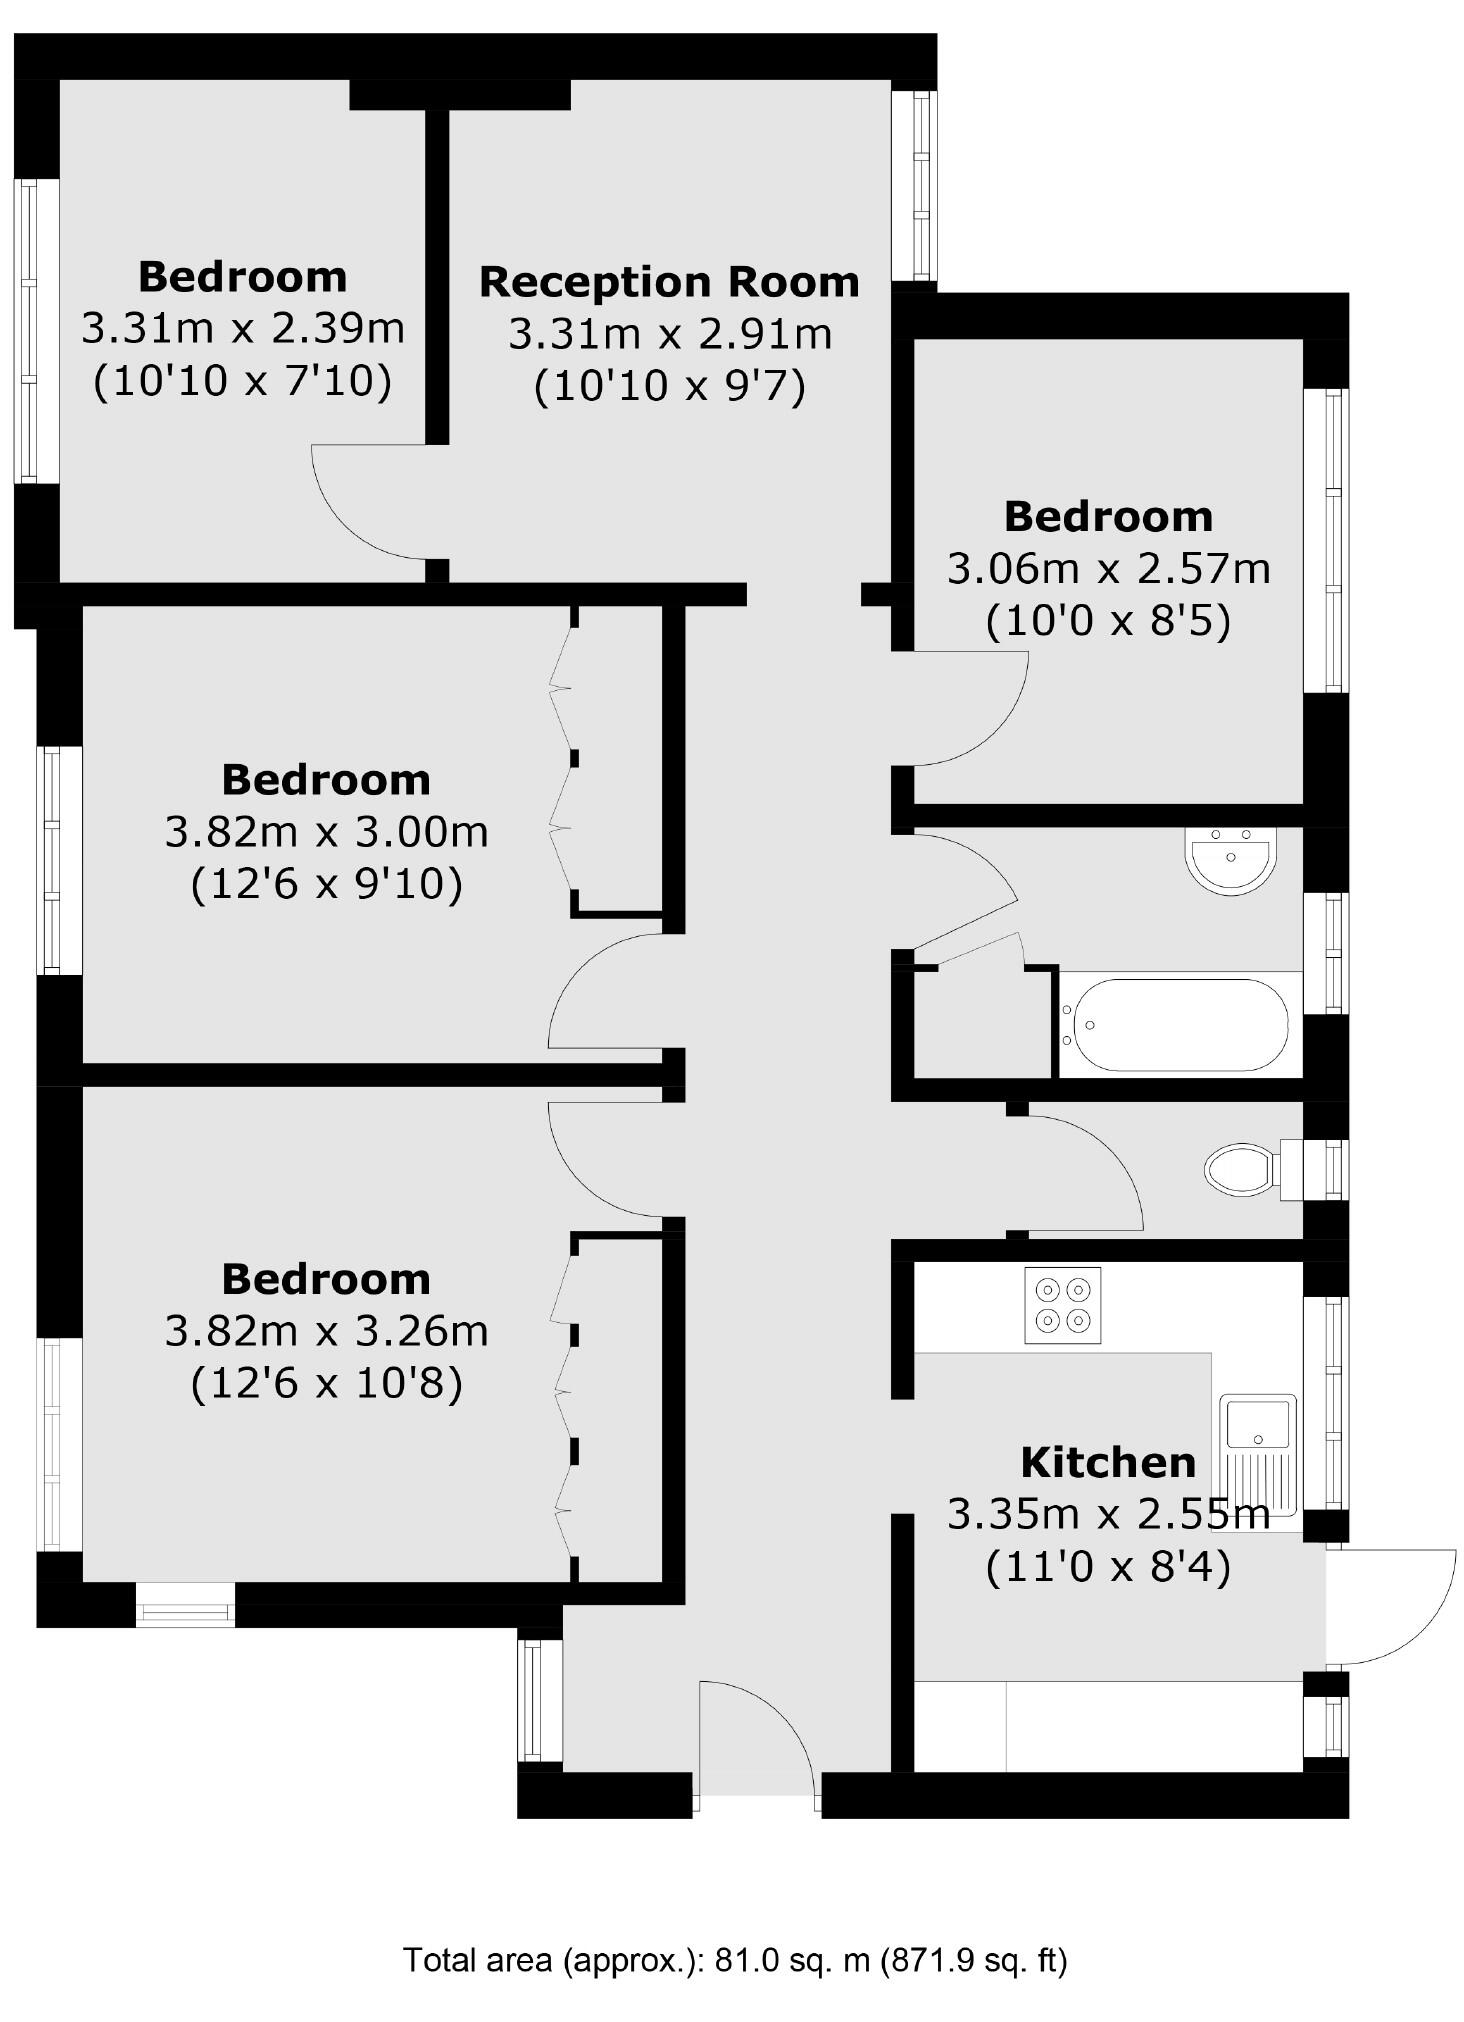 Bedroom
3.31m x 2.39m
(10'10 x 7'10)
Reception Room
3.31m x 2.91m
(10'10 x 9'7)
Bedroom
3.06m x 2.57m
(10'0 x 8'5)
Bedroom
3.82m x 3.00m
(12'6 x 9'10)
Bedroom
3.82m x 3.26m
(12'6 x 10'8)
Kitchen
3.35m x 2.55m
(11'0 x 8'4)
Total area (approx.): 81.0 sq. m (871.9 sq. ft)